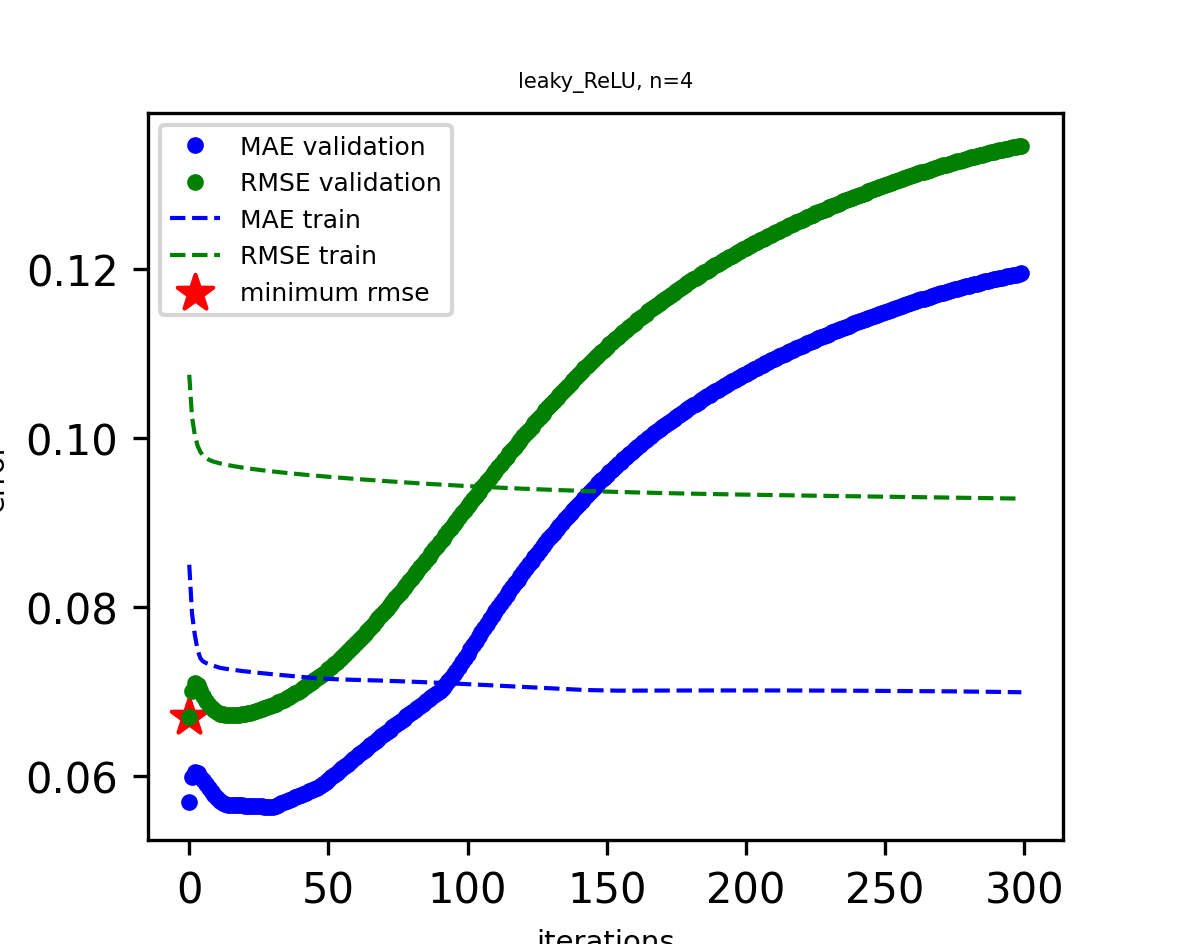 leaky_ReLU, n=4
MAE validation
RMSE validation
MAE train
RMSE train
minimum rmse
0.12
0.10
0.08
0.06
0 50 100 150 200 250 300
iterations